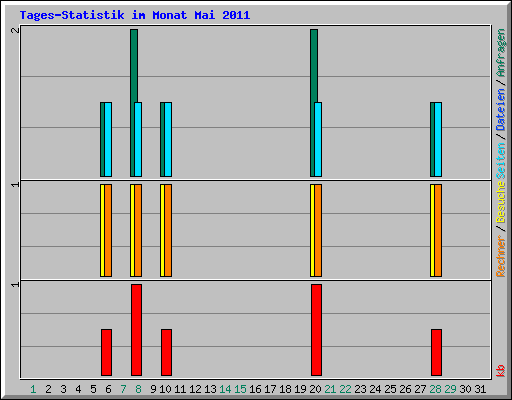 Tages-Statistik im Monat Mai 2011
2
1
1
Rechner / Besuche Seiten / Dateien / Anfragen
kb
1 2 3 4 5 6 7 8 9 10 11 12 13 14 15 16 17 18 19 20 21 22 23 24 25 26 27 28 29 30 31